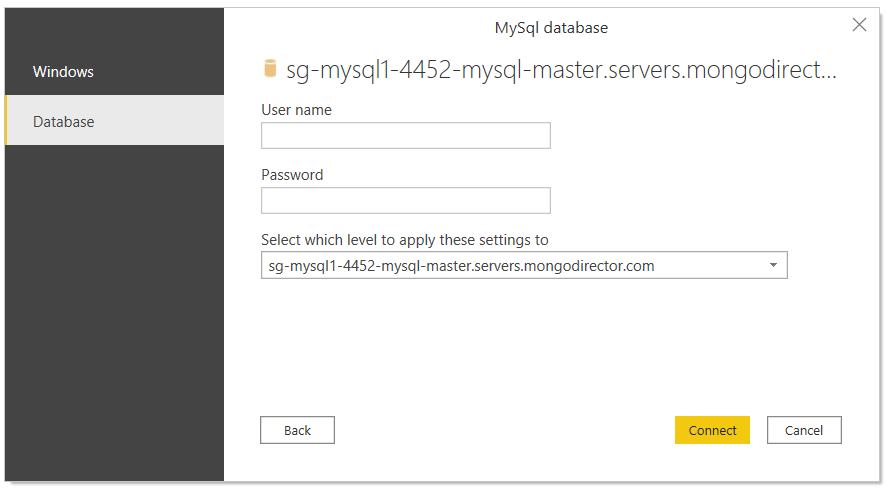 MySql database
Windows
Database
sg-mysql1-4452-mysql-master.servers.mongodirect...
User name
Password
Select which level to apply these settings to
sg-mysql1-4452-mysql-master.servers.mongodirector.com
Back
Connect
Cancel